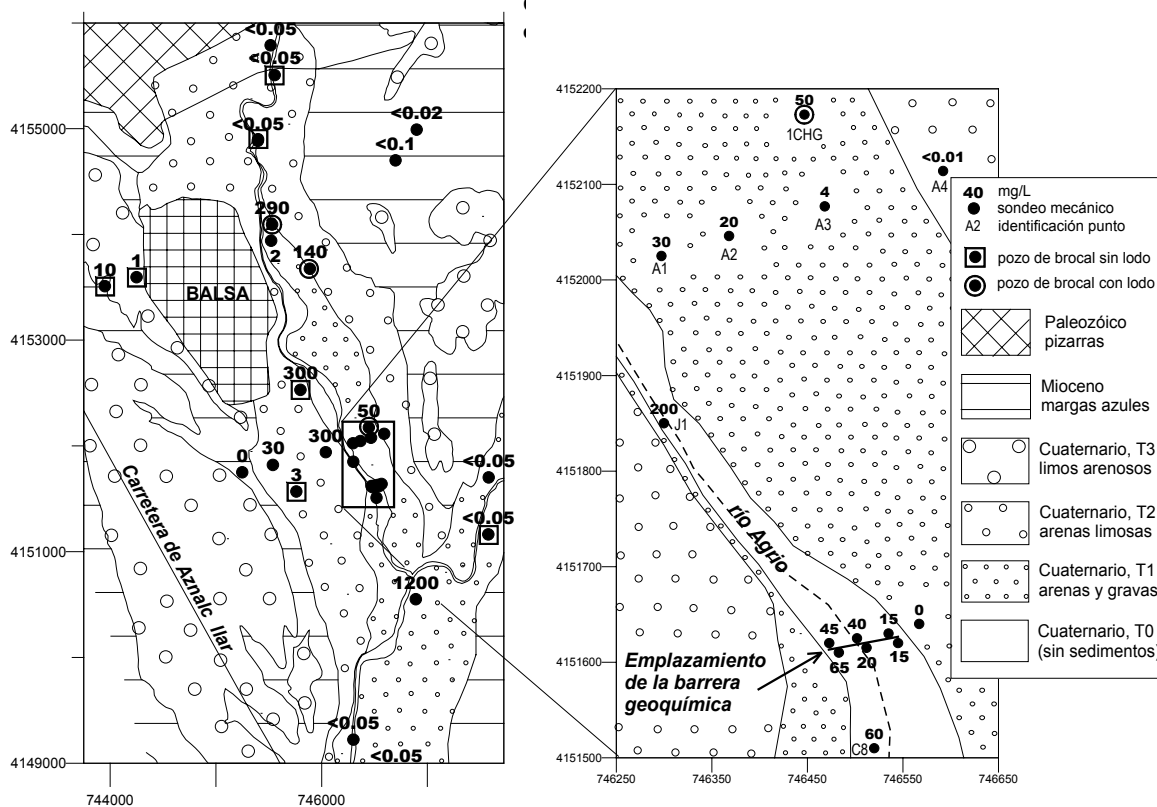 <0.05
<0.05
<0.05
<0.02
<0.1
4155000
290
2
140
10
1
BALSA
4153000
300
50
300
30
0
3
<0.05
<0.05
4151000
1200
Carretera de Aznalc llar
<0.05
<0.05
4149000
744000
746000
4152200
50
1CHG
<0.01
A4
4152100
4
A3
20
A2
30
A1
4152000
4151900
200
J1
4151800
río Agrio
4151700
45
40
15
0
65
20
15
4151600
Emplazamiento
de la barrera
geoquímica
60
C8
4151500
746250
746350
746450
746550
746650
40 mg/L
sondeo mecánico
A2 identificación punto
pozo de brocal sin lodo
pozo de brocal con lodo
Paleozóico
pizarras
Mioceno
margas azules
Cuaternario, T3
limos arenosos
Cuaternario, T2
arenas limosas
Cuaternario, T1
arenas y gravas
Cuaternario, T0
(sin sedimentos)